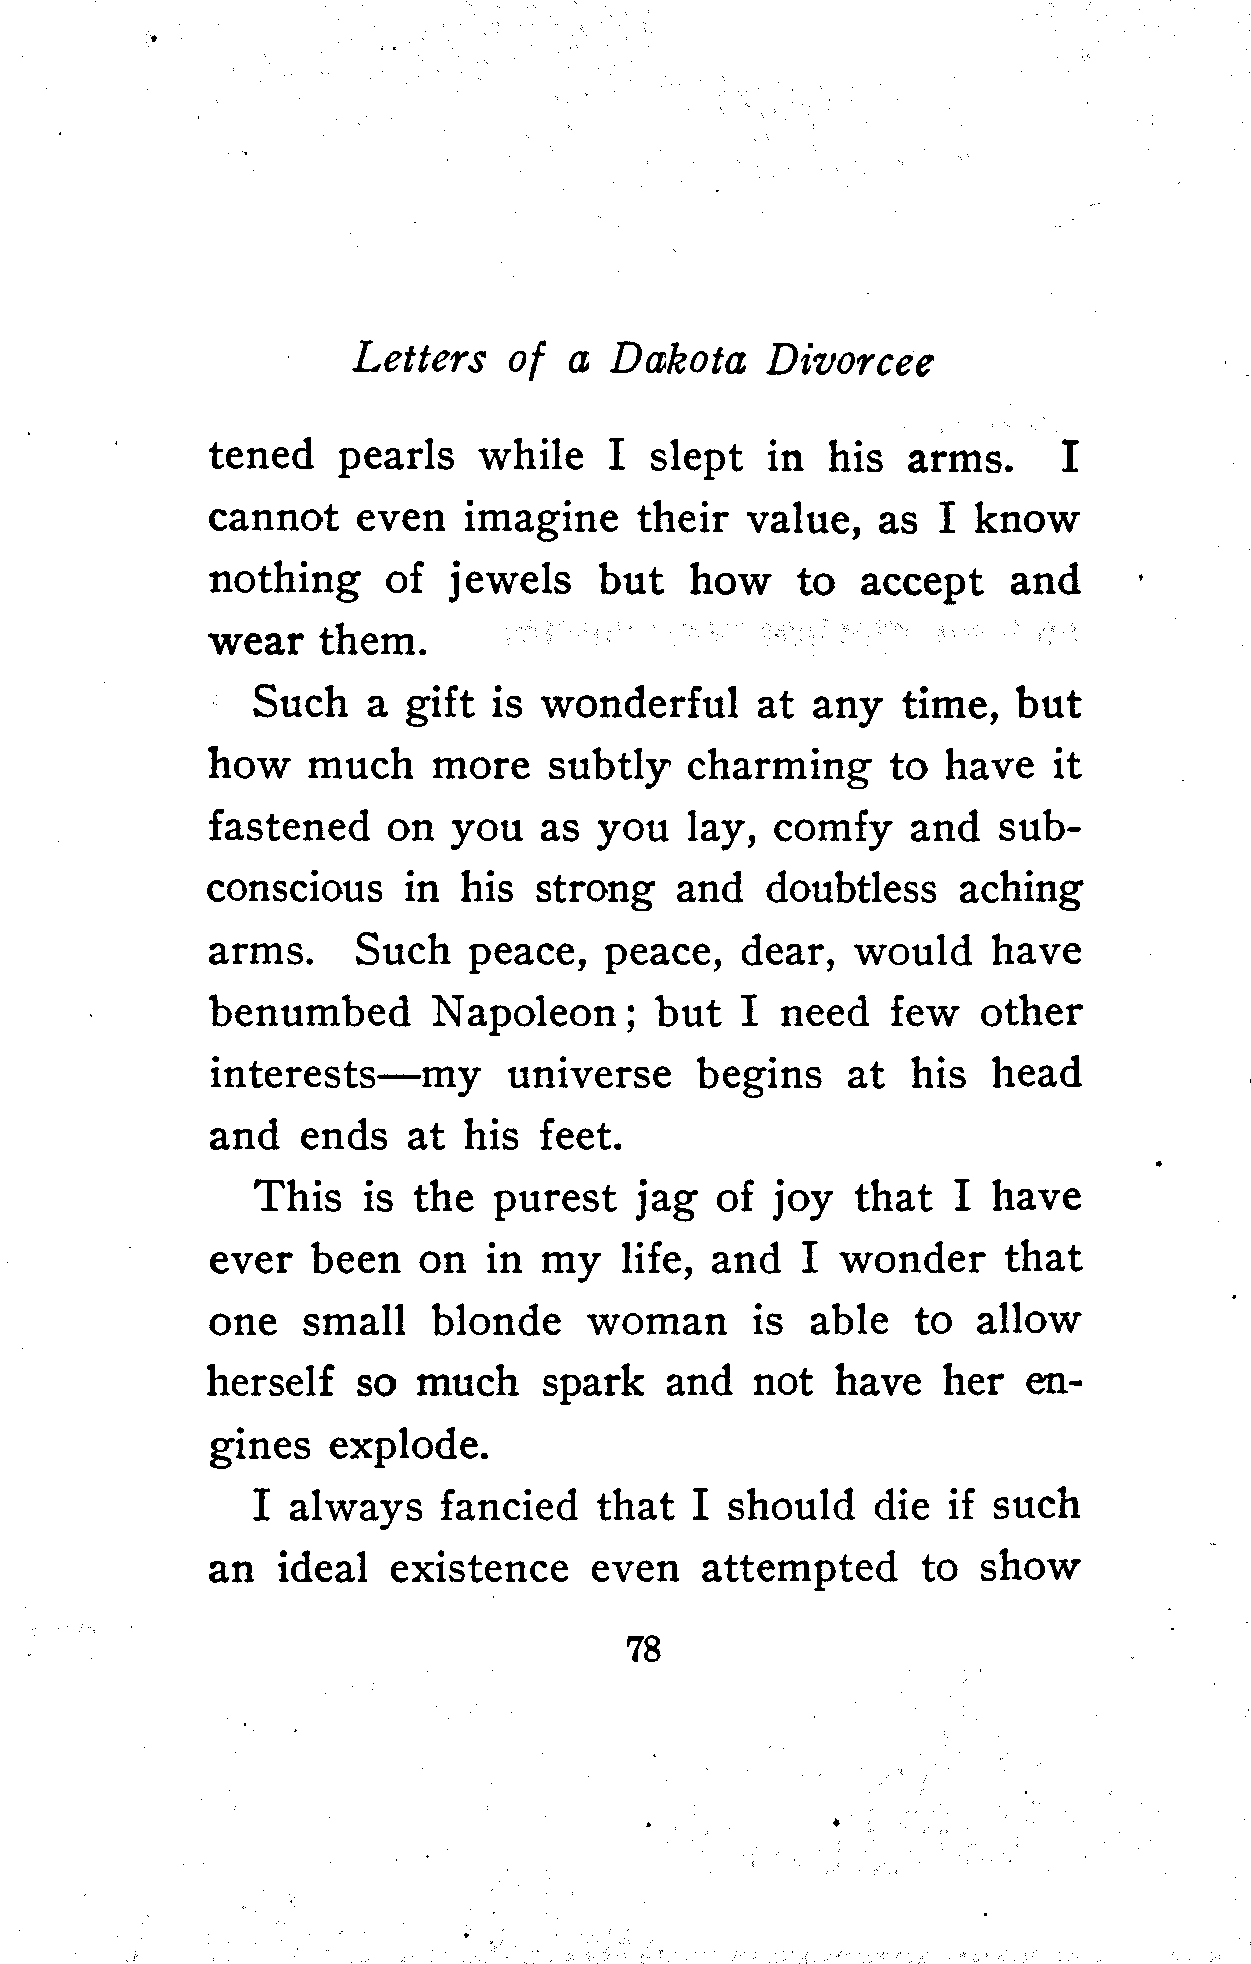 Letters of a Dakota Divorcee
tened pearls while I slept in his arms. I
cannot even imagine their value, as I know
nothing of jewels but how to accept and
wear them.
Such a gift is wonderful at any time, but
how much more subtly charming to have it
fastened on you as you lay, comfy and sub-
conscious in his strong and doubtless aching
arms. Such peace, peace, dear, would have
benumbed Napoleon; but I need few other
interests—my universe begins at his head
and ends at his feet.
This is the purest jag of joy that I have
ever been on in my life, and I wonder that
one small blonde woman is able to allow
herself so much spark and not have her en-
gines explode.
I always fancied that I should die if such
an ideal existence even attempted to show
78